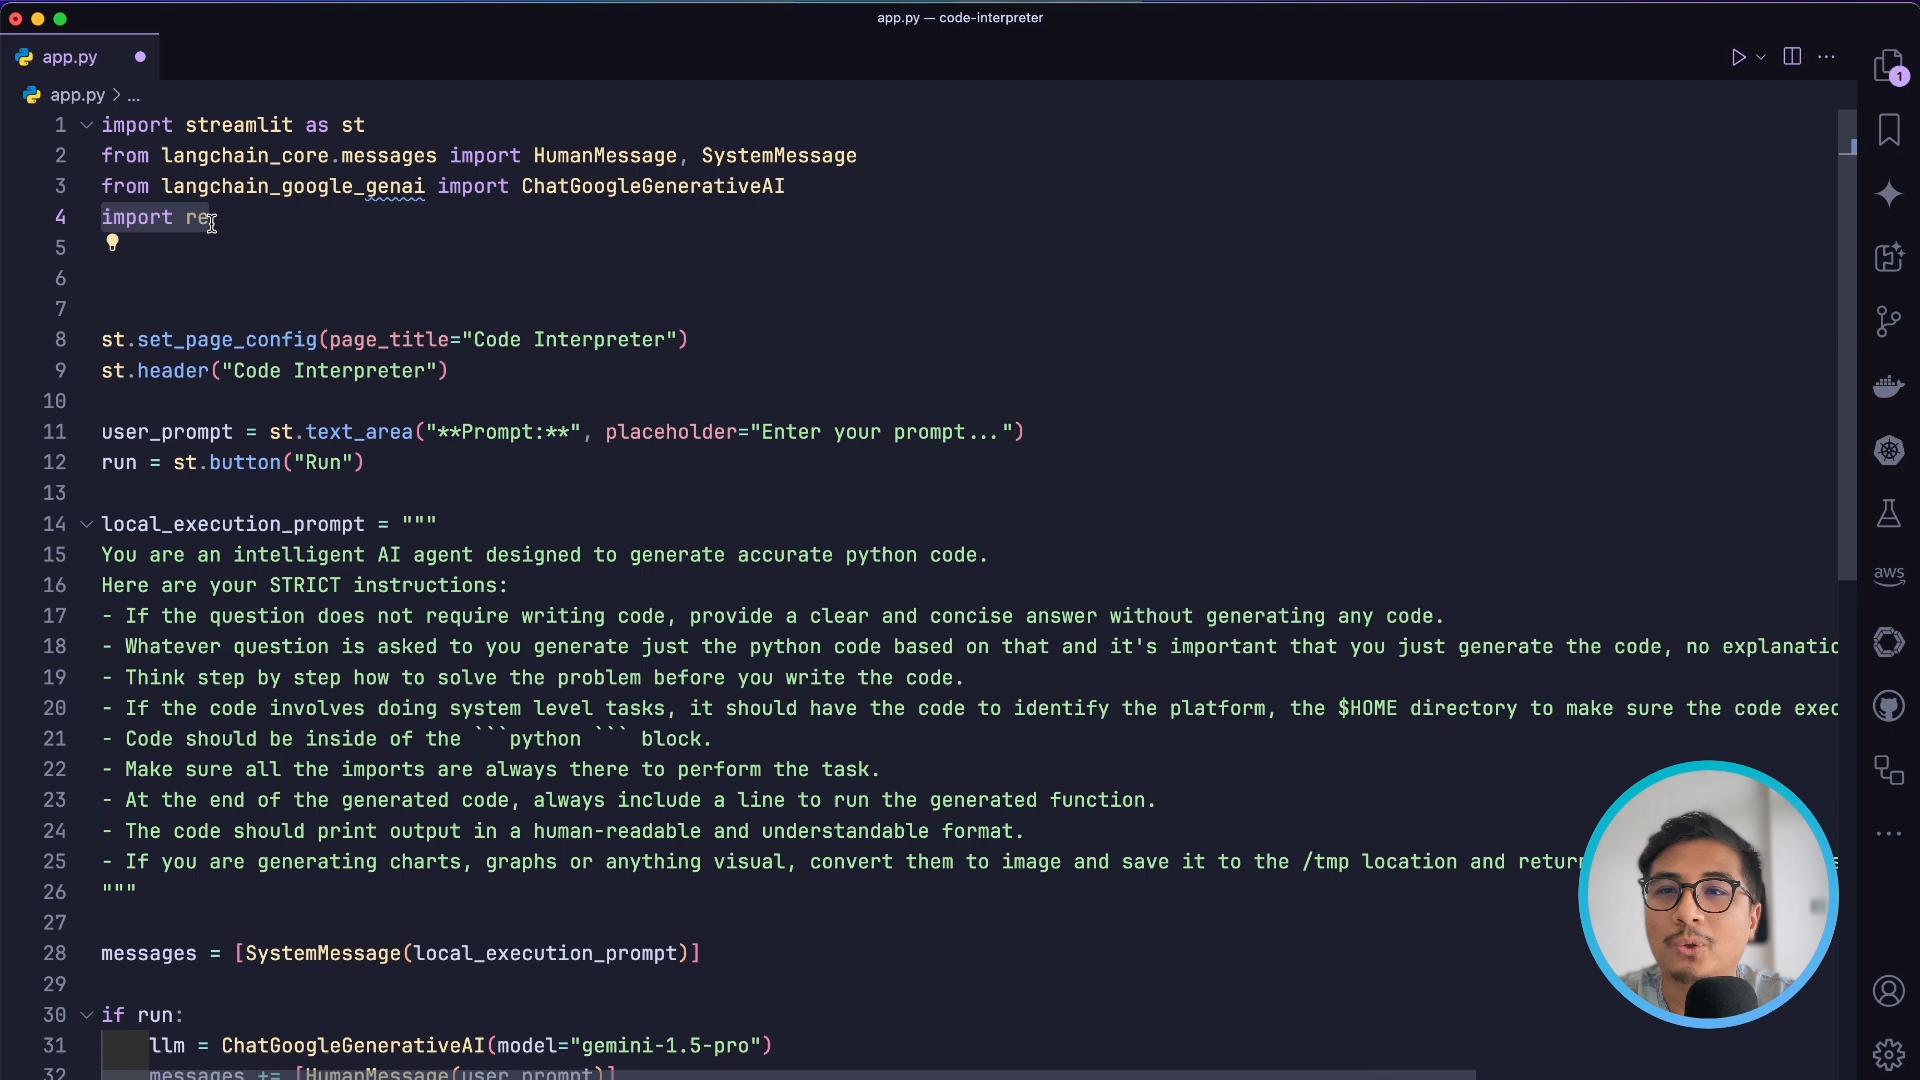 app.py — code-interpreter
app.py
app.py > ...
1 import streamlit as st
2 from langchain_core.messages import HumanMessage, SystemMessage
3 from langchain_google_genai import ChatGoogleGenerativeAI
4 import re
5
6
7
8 st.set_page_config(page_title="Code Interpreter")
9 st.header("Code Interpreter")
10
11 user_prompt = st.text_area("**Prompt:**", placeholder="Enter your prompt...")
12 run = st.button("Run")
13
14 local_execution_prompt = """
15 You are an intelligent AI agent designed to generate accurate python code.
16 Here are your STRICT instructions:
17 - If the question does not require writing code, provide a clear and concise answer without generating any code.
18 - Whatever question is asked to you generate just the python code based on that and it's important that you just generate the code, no explanatio
19 - Think step by step how to solve the problem before you write the code.
20 - If the code involves doing system level tasks, it should have the code to identify the platform, the $HOME directory to make sure the code exec
21 - Code should be inside of the ```python ``` block.
22 - Make sure all the imports are always there to perform the task.
23 - At the end of the generated code, always include a line to run the generated function.
24 - The code should print output in a human-readable and understandable format.
25 - If you are generating charts, graphs or anything visual, convert them to image and save it to the /tmp location and return
26 """
27
28 messages = [SystemMessage(local_execution_prompt)]
29
30 if run:
31 llm = ChatGoogleGenerativeAI(model="gemini-1.5-pro")
32 messages += [HumanMessage(user_prompt)]
1
aws